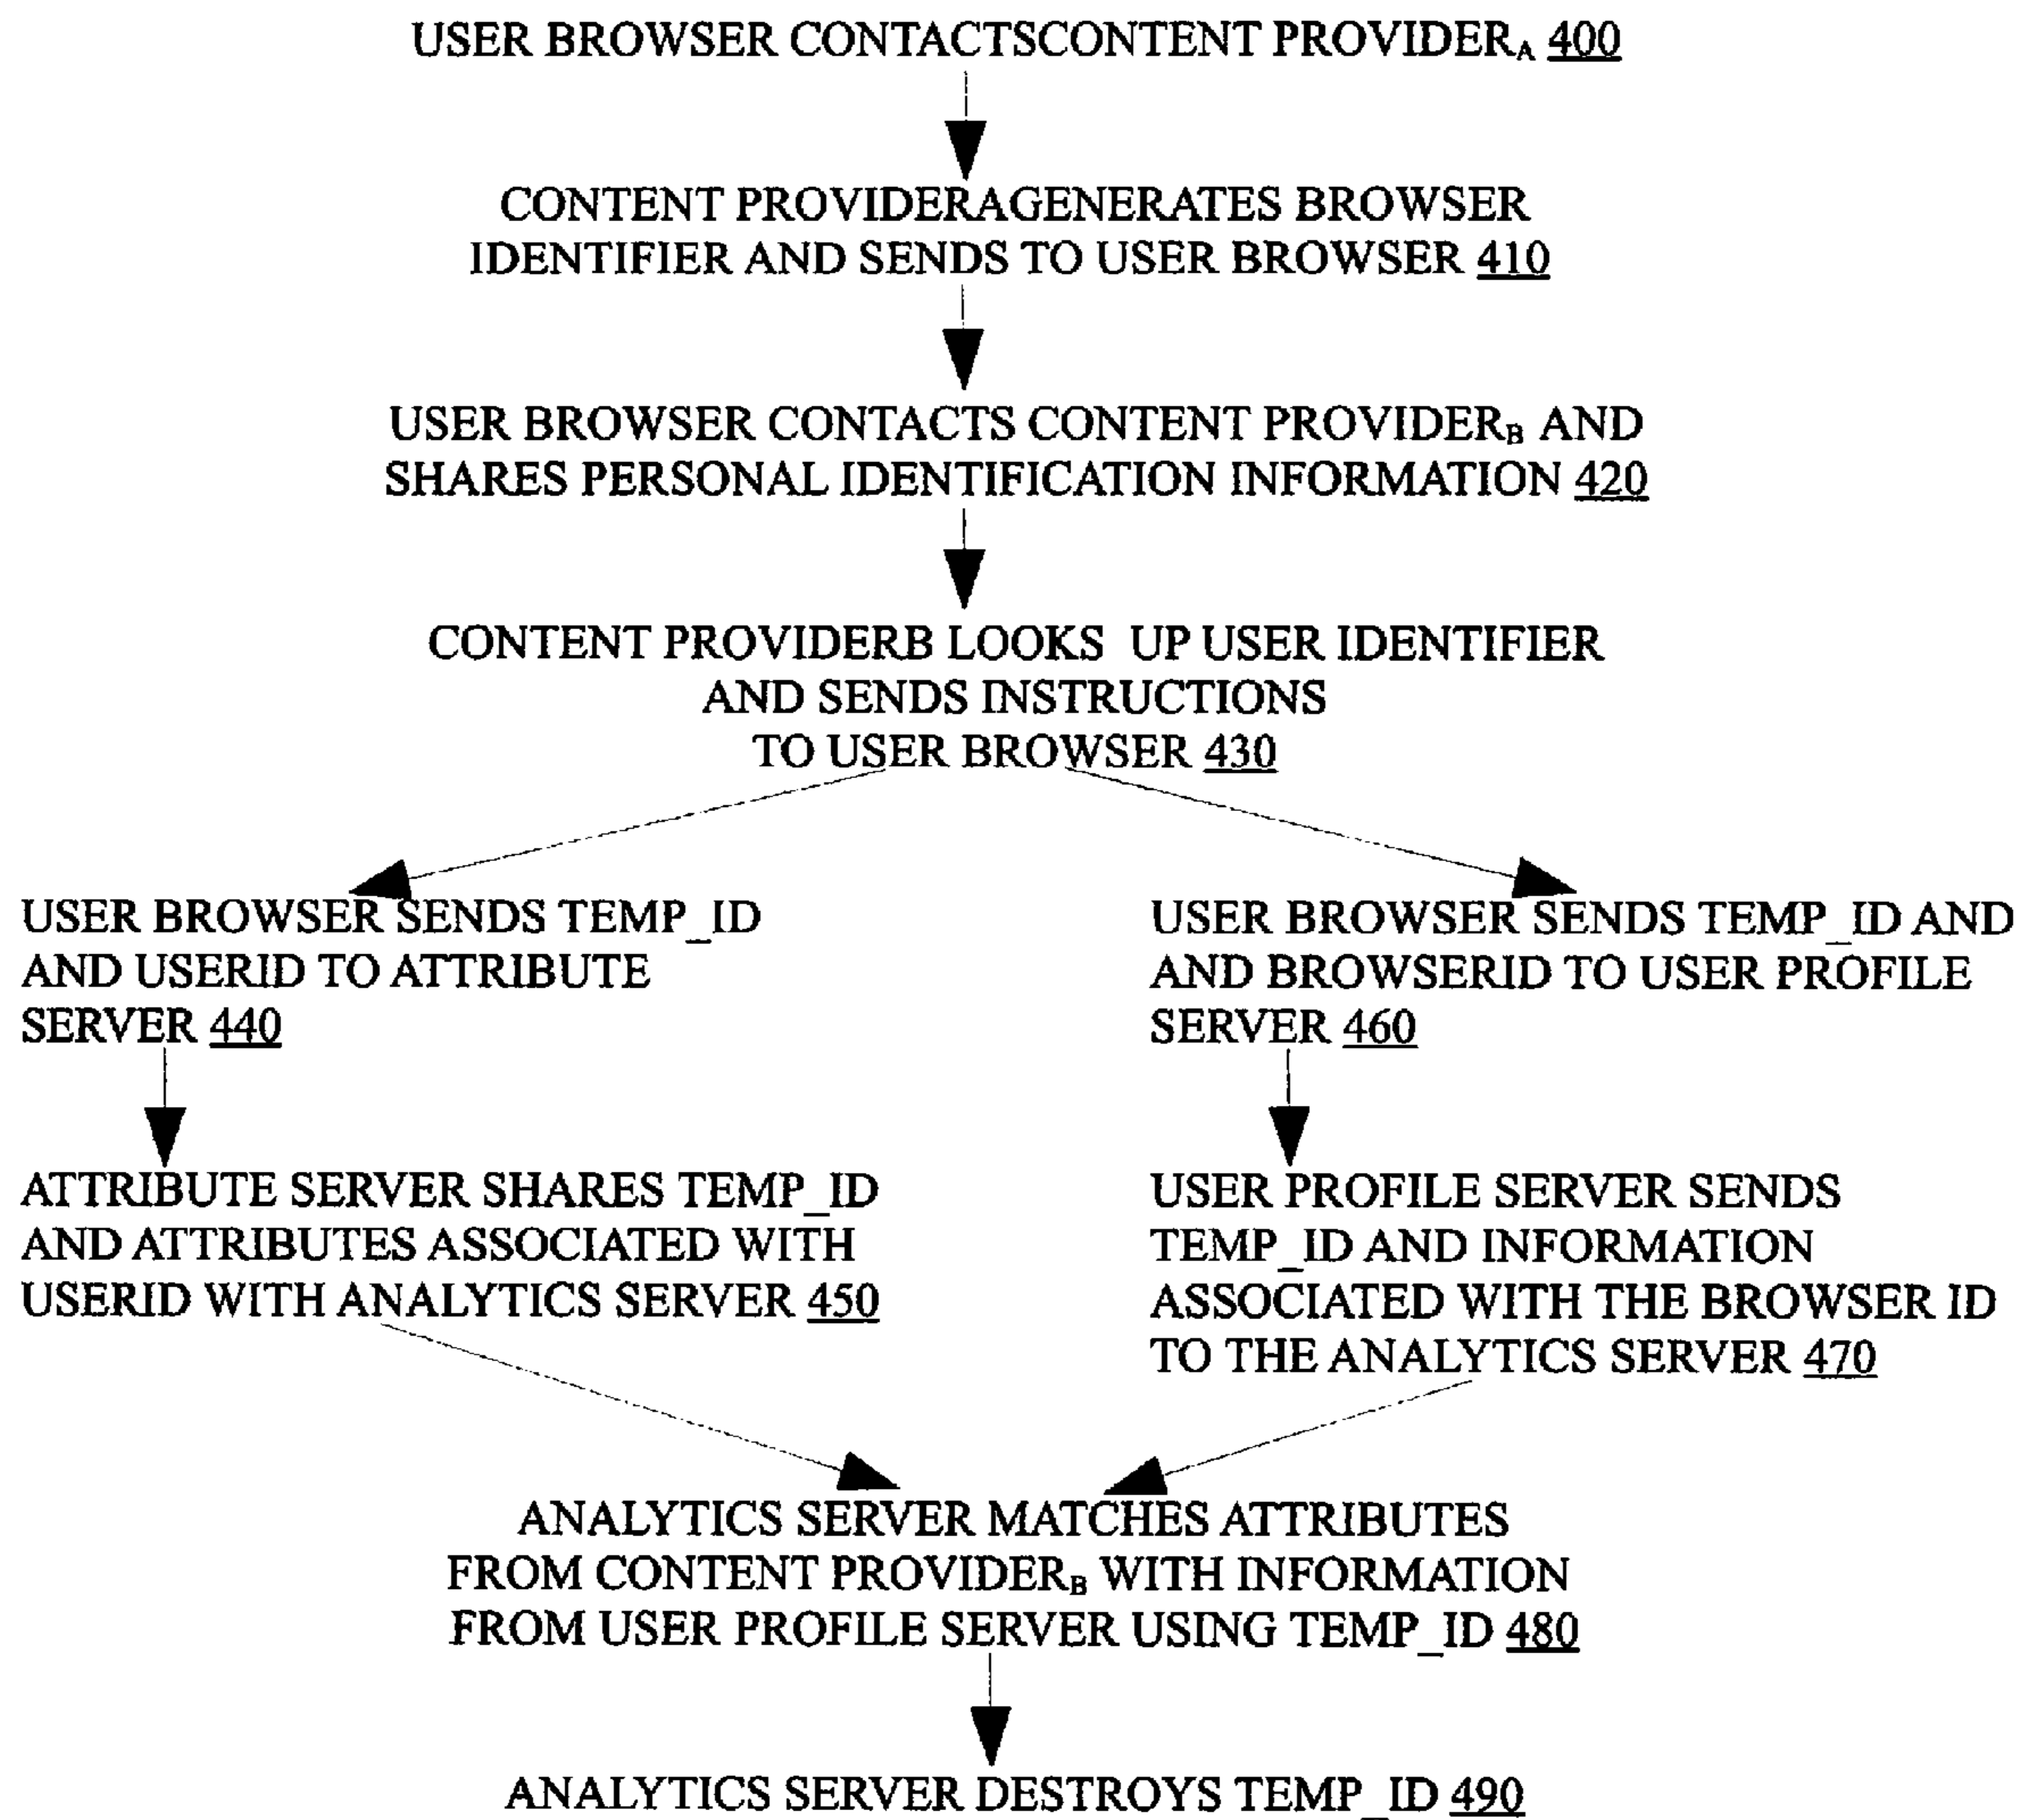 USER BROWSER CONTACTSCONTENT PROVIDERA 400
CONTENT PROVIDERAGENERATES BROWSER
IDENTIFIER AND SENDS TO USER BROWSER 410
USER BROWSER CONTACTS CONTENT PROVIDERB AND
SHARES PERSONAL IDENTIFICATION INFORMATION 420
CONTENT PROVIDERB LOOKS UP USER IDENTIFIER
AND SENDS INSTRUCTIONS
TO USER BROWSER 430
USER BROWSER SENDS TEMP_ID
AND USERID TO ATTRIBUTE
SERVER 440
USER BROWSER SENDS TEMP_ID AND
AND BROWSERID TO USER PROFILE
SERVER 460
ATTRIBUTE SERVER SHARES TEMP_ID
AND ATTRIBUTES ASSOCIATED WITH
USERID WITH ANALYTICS SERVER 450
USER PROFILE SERVER SENDS
TEMP_ID AND INFORMATION
ASSOCIATED WITH THE BROWSER ID
TO THE ANALYTICS SERVER 470
ANALYTICS SERVER MATCHES ATTRIBUTES
FROM CONTENT PROVIDERB WITH INFORMATION
FROM USER PROFILE SERVER USING TEMP_ID 480
ANALYTICS SERVER DESTROYS TEMP_ID 490